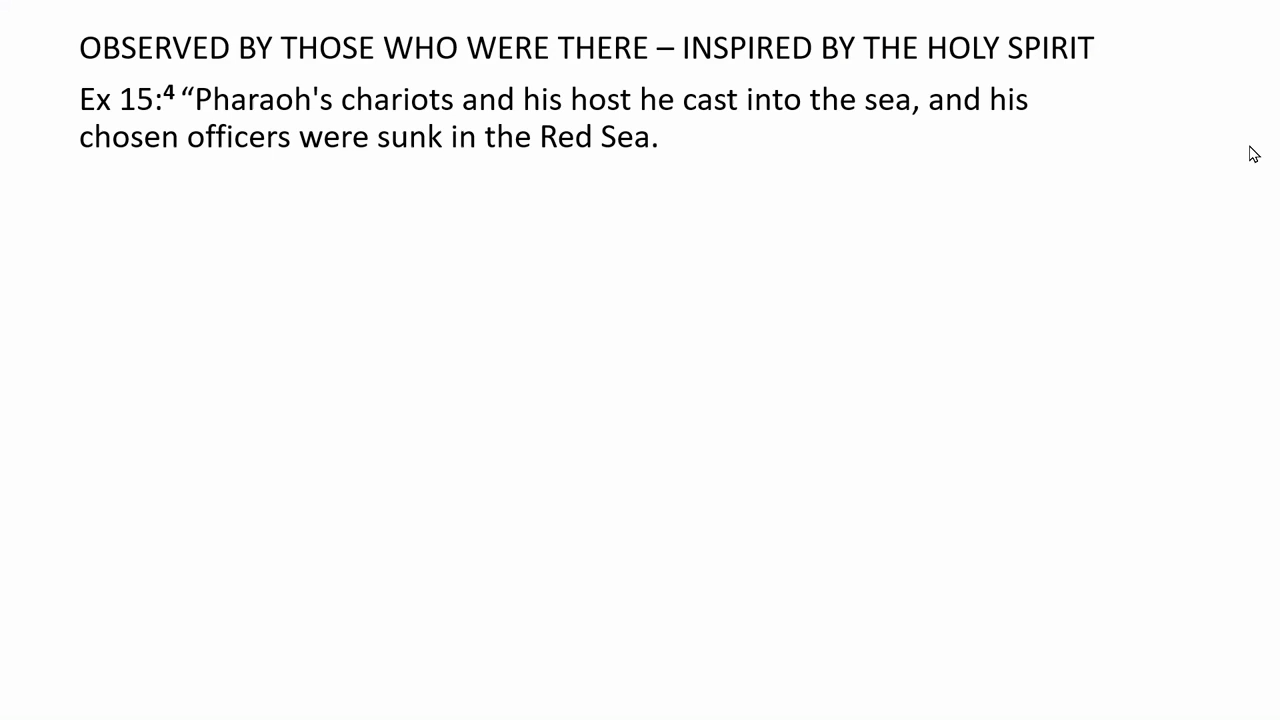 OBSERVED BY THOSE WHO WERE THERE – INSPIRED BY THE HOLY SPIRIT
Ex 15:⁴ “Pharaoh's chariots and his host he cast into the sea, and his
chosen officers were sunk in the Red Sea.